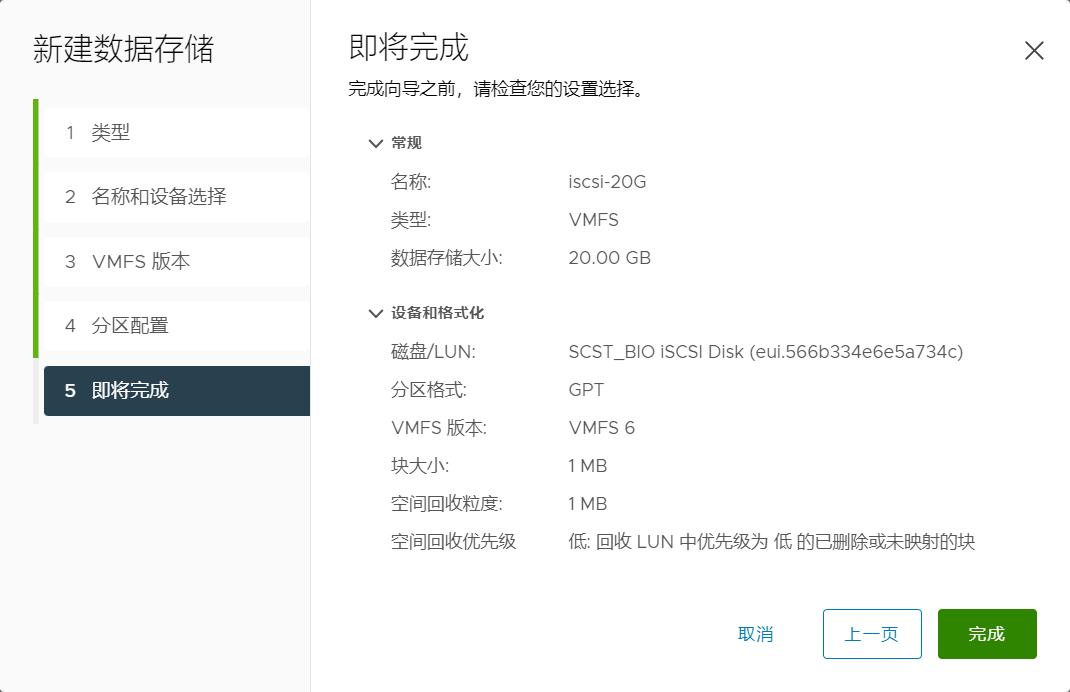 新建数据存储
1 类型
2 名称和设备选择
3 VMFS 版本
4 分区配置
5 即将完成
即将完成
完成向导之前，请检查您的设置选择。
常规
名称: iscsi-20G
类型: VMFS
数据存储大小: 20.00 GB
设备和格式化
磁盘/LUN: SCST_BIO iSCSI Disk (eui.566b334e6e5a734c)
分区格式: GPT
VMFS 版本: VMFS 6
块大小: 1 MB
空间回收粒度: 1 MB
空间回收优先级 低: 回收 LUN 中优先级为 低 的已删除或未映射的块
取消 上一页 完成